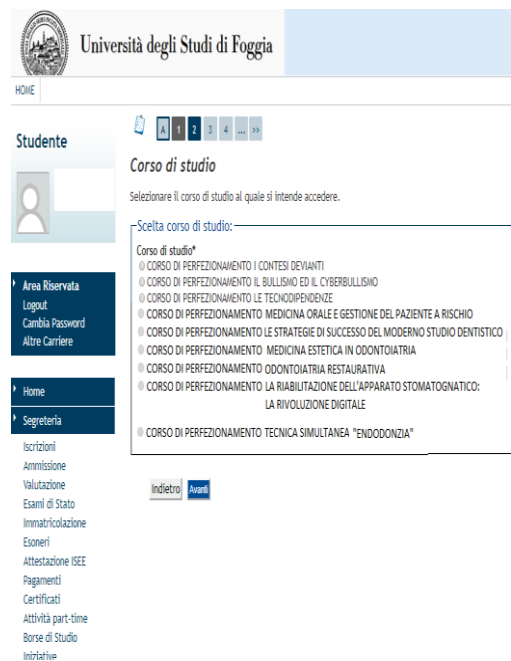 Università degli Studi di Foggia
HOME
Studente
A 1 2 3 4 ... >>
Corso di studio
Selezionare il corso di studio al quale si intende accedere.
Scelta corso di studio:
Corso di studio*
CORSO DI PERFEZIONAMENTO I CONTESI DEVIANTI
CORSO DI PERFEZIONAMENTO IL BULLISMO ED IL CYBERBULLISMO
CORSO DI PERFEZIONAMENTO LE TECNODIPENDENZE
CORSO DI PERFEZIONAMENTO MEDICINA ORALE E GESTIONE DEL PAZIENTE A RISCHIO
CORSO DI PERFEZIONAMENTO LE STRATEGIE DI SUCCESSO DEL MODERNO STUDIO DENTISTICO
CORSO DI PERFEZIONAMENTO MEDICINA ESTETICA IN ODONTOIATRIA
CORSO DI PERFEZIONAMENTO ODONTOIATRIA RESTAURATIVA
CORSO DI PERFEZIONAMENTO LA RIABILITAZIONE DELL'APPARATO STOMATOGNATICO:
LA RIVOLUZIONE DIGITALE
CORSO DI PERFEZIONAMENTO TECNICA SIMULTANEA "ENDODONZIA"
Indietro Avanti
Area Riservata
Logout
Cambia Password
Altre Carriere
Home
Segreteria
Iscrizioni
Ammissione
Valutazione
Esami di Stato
Immatricolazione
Esoneri
Attestazione ISEE
Pagamenti
Certificati
Attività part-time
Borse di Studio
Iniziative